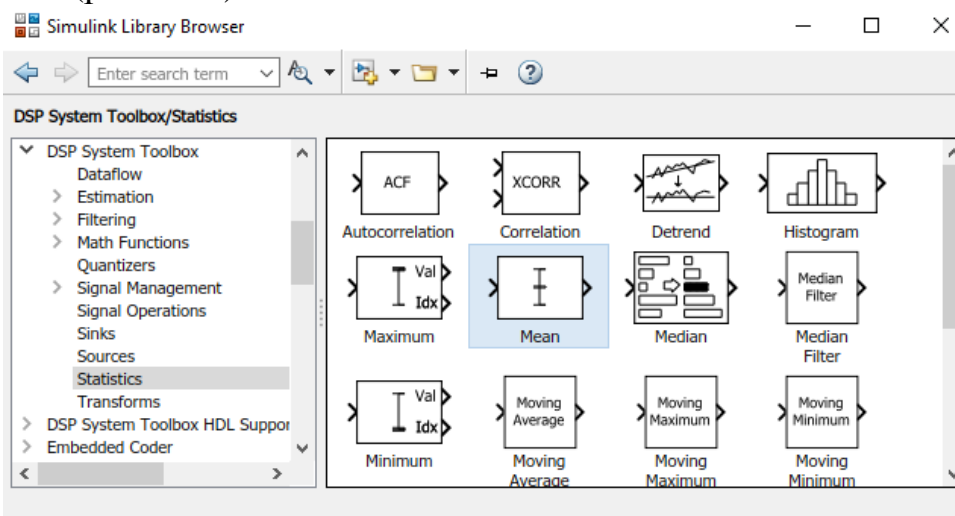 Simulink Library Browser
Enter search term
DSP System Toolbox/Statistics
DSP System Toolbox
Dataflow
Estimation
Filtering
Math Functions
Quantizers
Signal Management
Signal Operations
Sinks
Sources
Statistics
Transforms
DSP System Toolbox HDL Suppor
Embedded Coder
ACF
Autocorrelation
XCORR
Correlation
Detrend
Histogram
Val
Idx
Maximum
Mean
Median
Median
Filter
Median
Filter
Val
Idx
Minimum
Moving
Average
Moving
Average
Moving
Maximum
Moving
Maximum
Moving
Minimum
Moving
Minimum